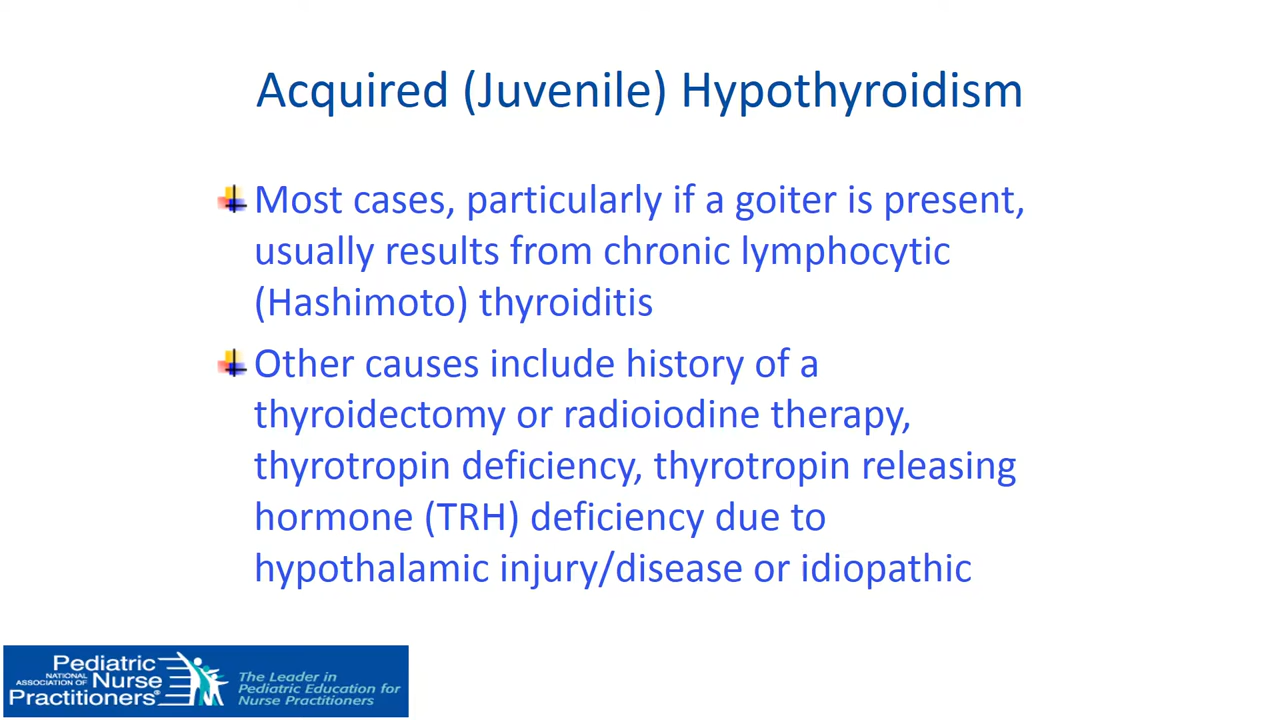 Acquired (Juvenile) Hypothyroidism
Most cases, particularly if a goiter is present,
usually results from chronic lymphocytic
(Hashimoto) thyroiditis
Other causes include history of a
thyroidectomy or radioiodine therapy,
thyrotropin deficiency, thyrotropin releasing
hormone (TRH) deficiency due to
hypothalamic injury/disease or idiopathic
Pediatric
NATIONAL
ASSOCIATION OF Nurse
Practitioners®
The Leader in
Pediatric Education for
Nurse Practitioners